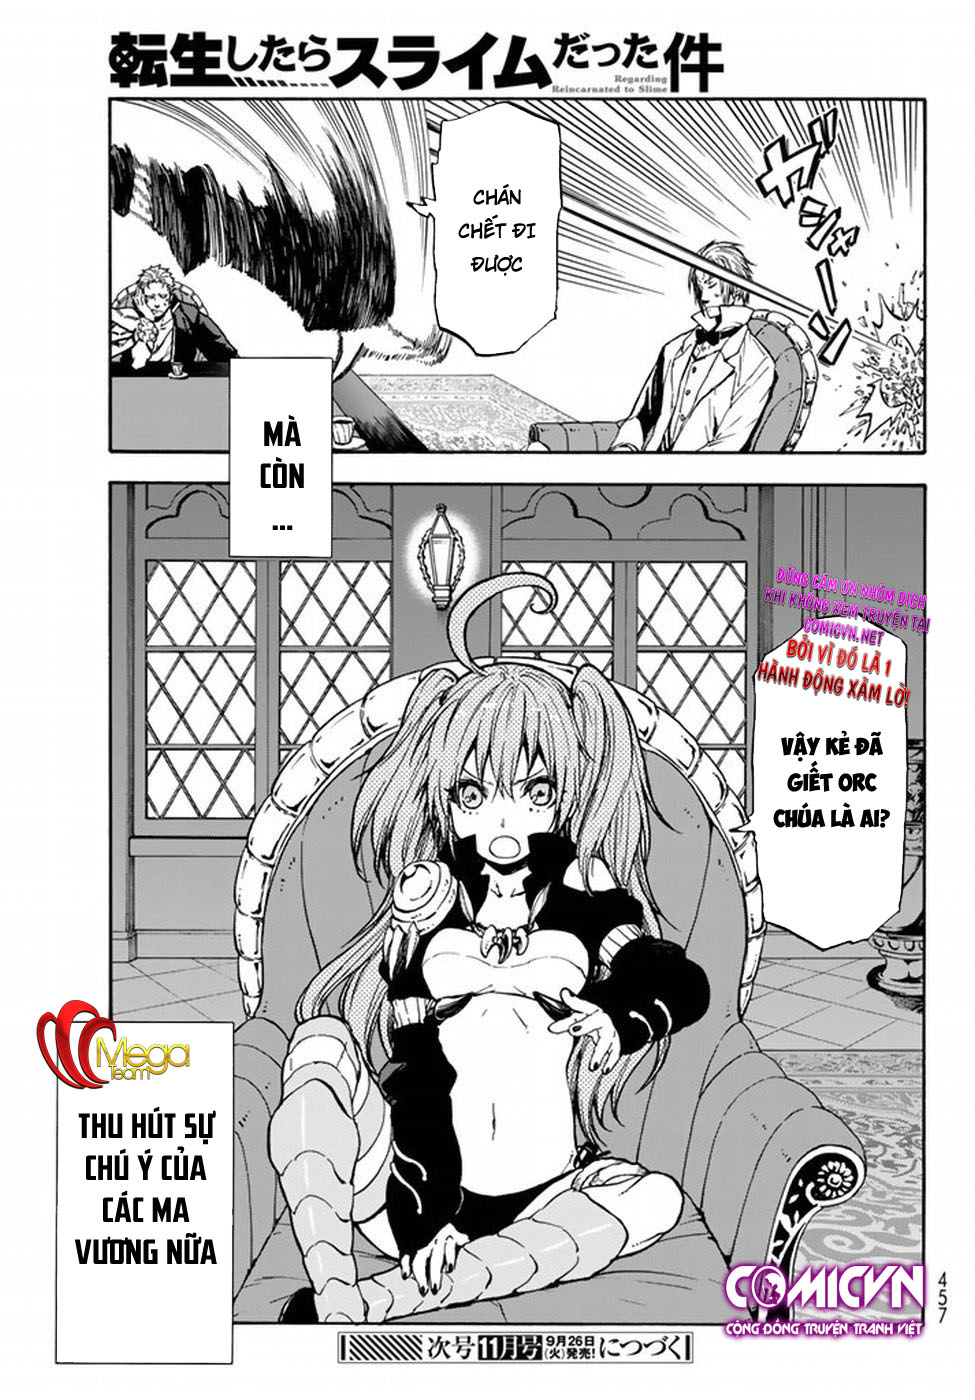 転生したらスライムだった件
Regarding
Reincarnated to Slime
CHÁN
CHẾT ĐI
ĐƯỢC
MÀ
CÒN
...
ĐỪNG CẢM ƠN NHÓM DỊCH
KHI KHÔNG XEM TRUYỆN TẠI
COMICVN.NET
BỞI VÌ ĐÓ LÀ 1
HÀNH ĐỘNG XÀM LỜ!
VẬY KẺ ĐÃ
GIẾT ORC
CHÚA LÀ AI?
Mega
Team
THU HÚT SỰ
CHÚ Ý CỦA
CÁC MA
VƯƠNG NỮA
COMICVN
CỘNG ĐỒNG TRUYỆN TRANH VIỆT
457
次号11月号9月26日(火)発売!につづく